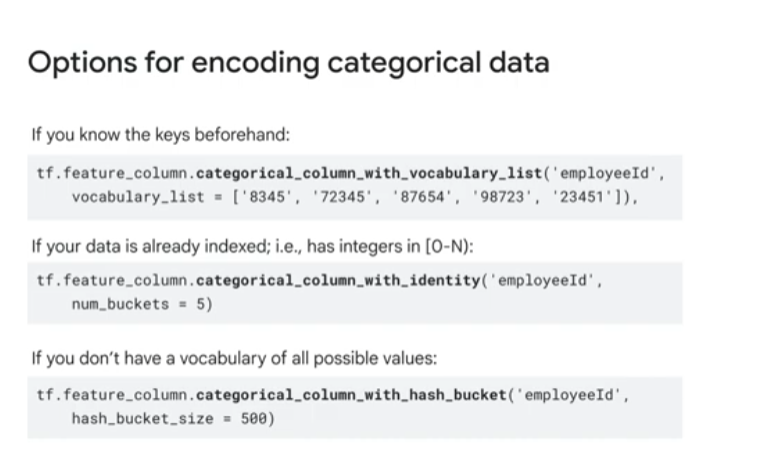 Options for encoding categorical data
If you know the keys beforehand:
tf.feature_column.categorical_column_with_vocabulary_list('employeeId',
vocabulary_list = ['8345', '72345', '87654', '98723', '23451']),
If your data is already indexed; i.e., has integers in [0-N):
tf.feature_column.categorical_column_with_identity('employeeId',
num_buckets = 5)
If you don't have a vocabulary of all possible values:
tf.feature_column.categorical_column_with_hash_bucket('employeeId',
hash_bucket_size = 500)